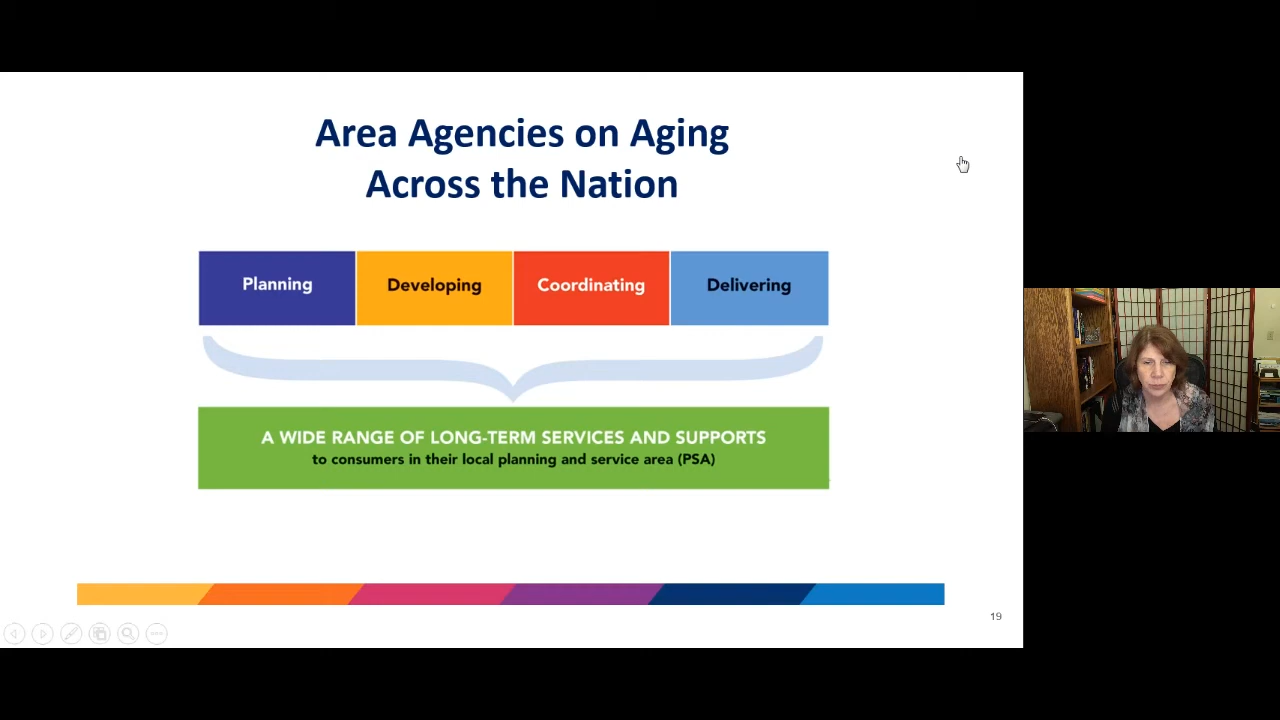 Area Agencies on Aging
Across the Nation
Planning
Developing
Coordinating
Delivering
A WIDE RANGE OF LONG-TERM SERVICES AND SUPPORTS
to consumers in their local planning and service area (PSA)
19